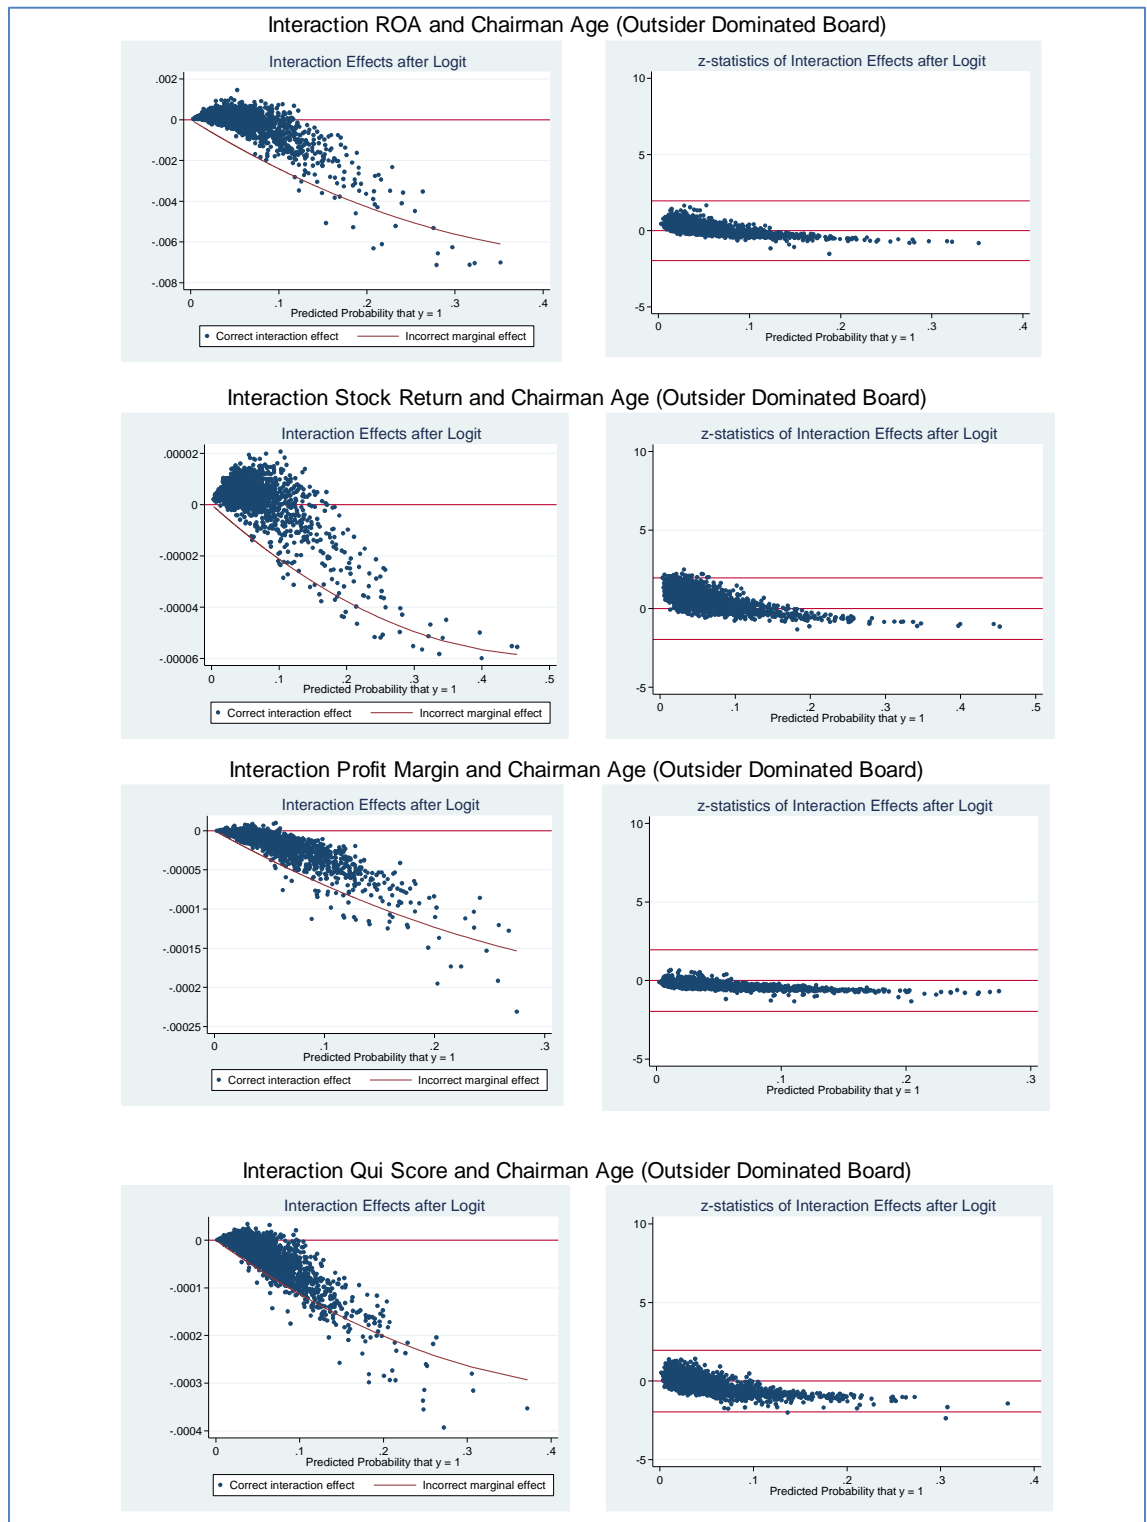 Interaction ROA and Chairman Age (Outsider Dominated Board)
Interaction Effects after Logit
.002
0
-.002
-.004
-.006
-.008
0 .1 .2 .3 .4
Predicted Probability that y = 1
Correct interaction effect Incorrect marginal effect
z-statistics of Interaction Effects after Logit
10
5
0
-5
0 .1 .2 .3 .4
Predicted Probability that y = 1
Interaction Stock Return and Chairman Age (Outsider Dominated Board)
Interaction Effects after Logit
.00002
0
-.00002
-.00004
-.00006
0 .1 .2 .3 .4 .5
Predicted Probability that y = 1
Correct interaction effect Incorrect marginal effect
z-statistics of Interaction Effects after Logit
10
5
0
-5
0 .1 .2 .3 .4 .5
Predicted Probability that y = 1
Interaction Profit Margin and Chairman Age (Outsider Dominated Board)
Interaction Effects after Logit
0
-.00005
-.0001
-.00015
-.0002
-.00025
0 .1 .2 .3
Predicted Probability that y = 1
Correct interaction effect Incorrect marginal effect
z-statistics of Interaction Effects after Logit
10
5
0
-5
0 .1 .2 .3
Predicted Probability that y = 1
Interaction Qui Score and Chairman Age (Outsider Dominated Board)
Interaction Effects after Logit
0
-.0001
-.0002
-.0003
-.0004
0 .1 .2 .3 .4
Predicted Probability that y = 1
Correct interaction effect Incorrect marginal effect
z-statistics of Interaction Effects after Logit
10
5
0
-5
0 .1 .2 .3 .4
Predicted Probability that y = 1